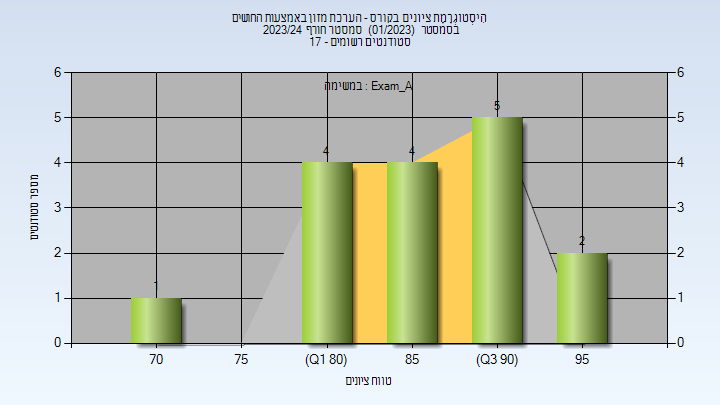 היסטוגרמת ציונים בקורס - הערכת מזון באמצעות החושים
בסמסטר (01/2023) סמסטר חורף 2023/24
סטודנטים רשומים - 17
במשימה : Exam_A
6 6
5 5 5
4 4 4 4
3 3
2 2 2
1 1 1
0 0
מספר סטודנטים
70 75 (Q1 80) 85 (Q3 90) 95
טווח ציונים